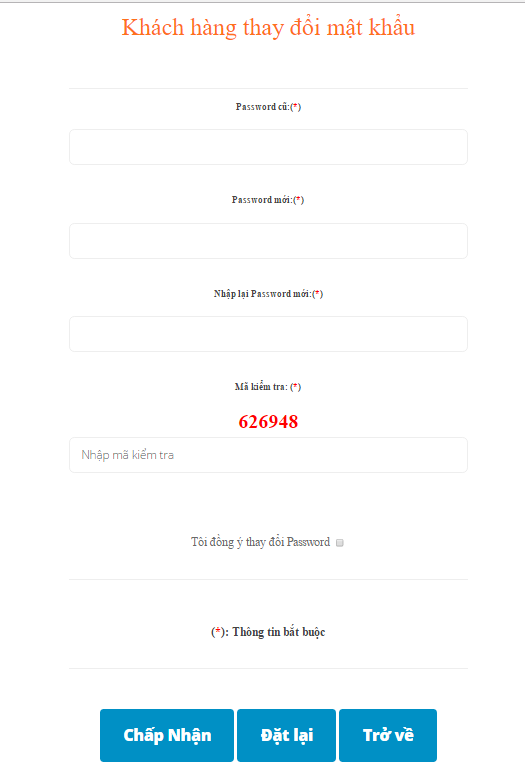 Khách hàng thay đổi mật khẩu
Password cũ:(*)
Password mới:(*)
Nhập lại Password mới:(*)
Mã kiểm tra: (*)
626948
Nhập mã kiểm tra
Tôi đồng ý thay đổi Password
(*): Thông tin bắt buộc
Chấp Nhận Đặt lại Trở về